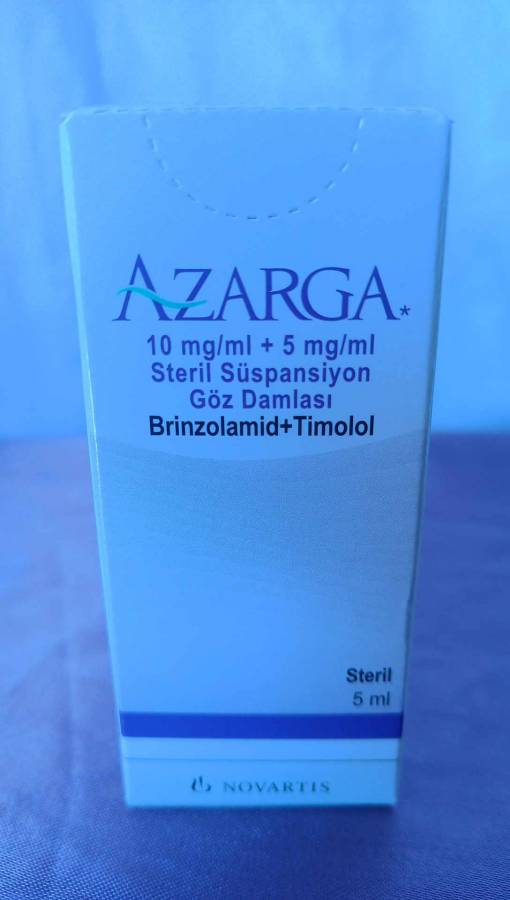 AZARGA*
10 mg/ml + 5 mg/ml
Steril Süspansiyon
Göz Damlası
Brinzolamid+Timolol
Steril
5 ml
NOVARTIS